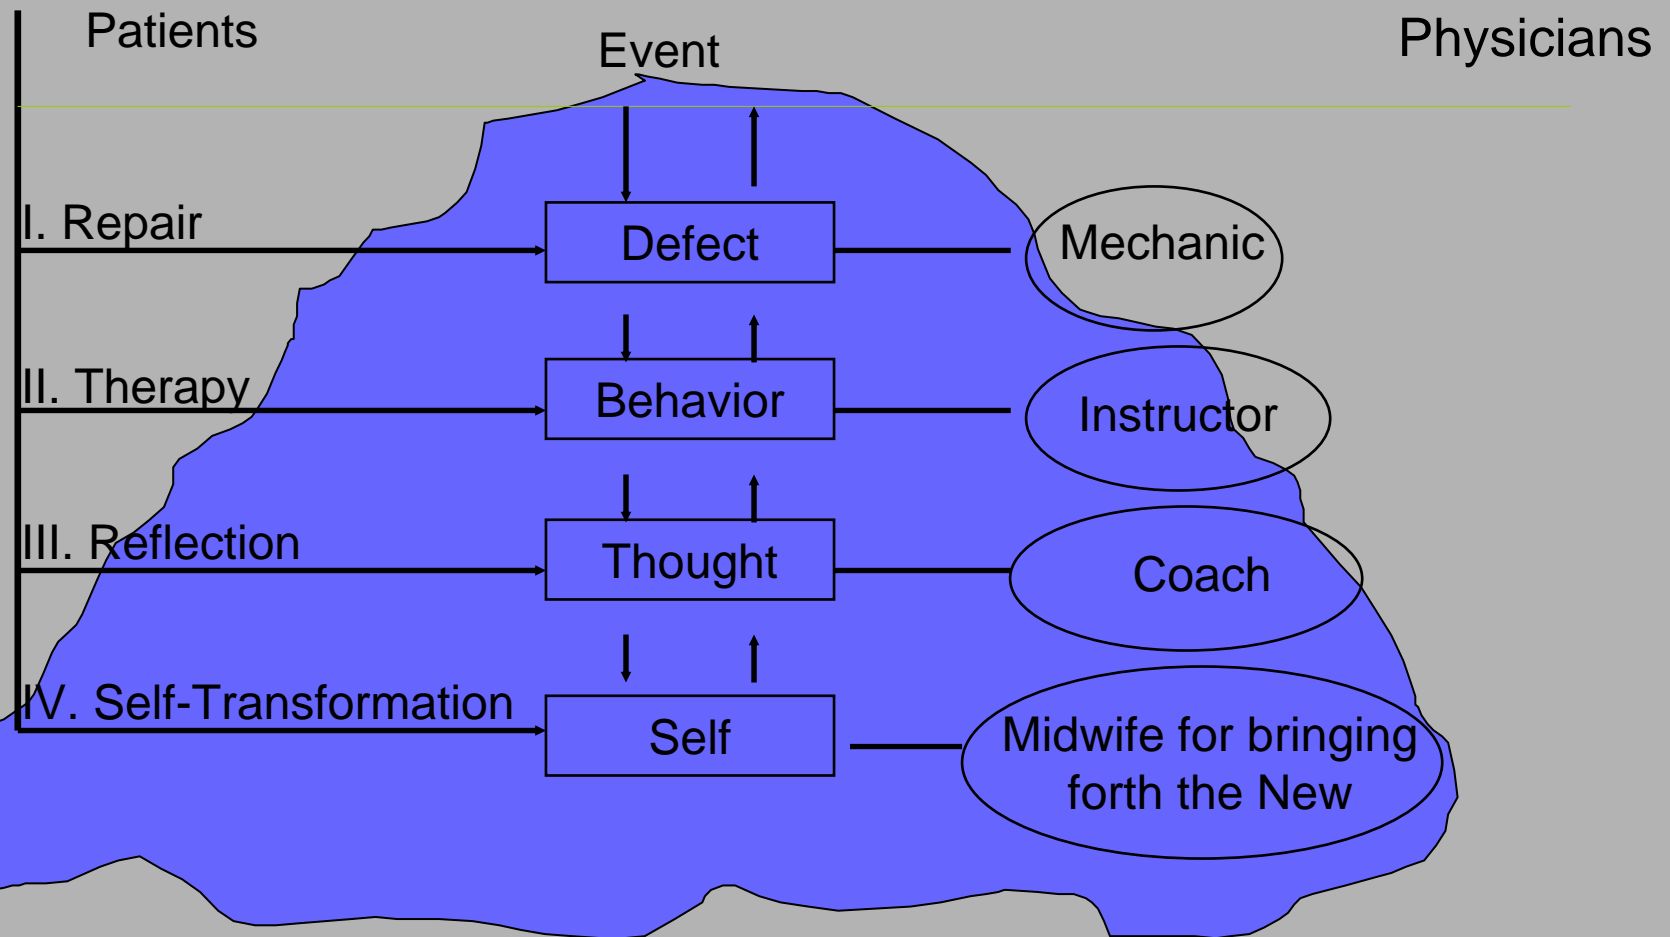 Patients
Event
Physicians
I. Repair
Defect
Mechanic
II. Therapy
Behavior
Instructor
III. Reflection
Thought
Coach
IV. Self-Transformation
Self
Midwife for bringing
forth the New